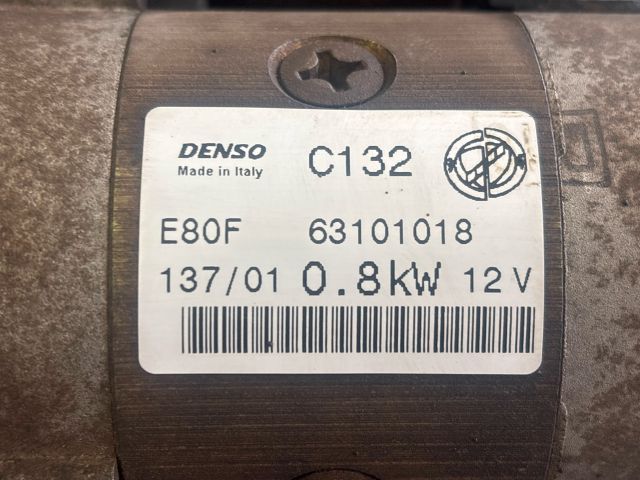 DENSO C132
Made in Italy
E80F 63101018
137/01 0.8kW 12V